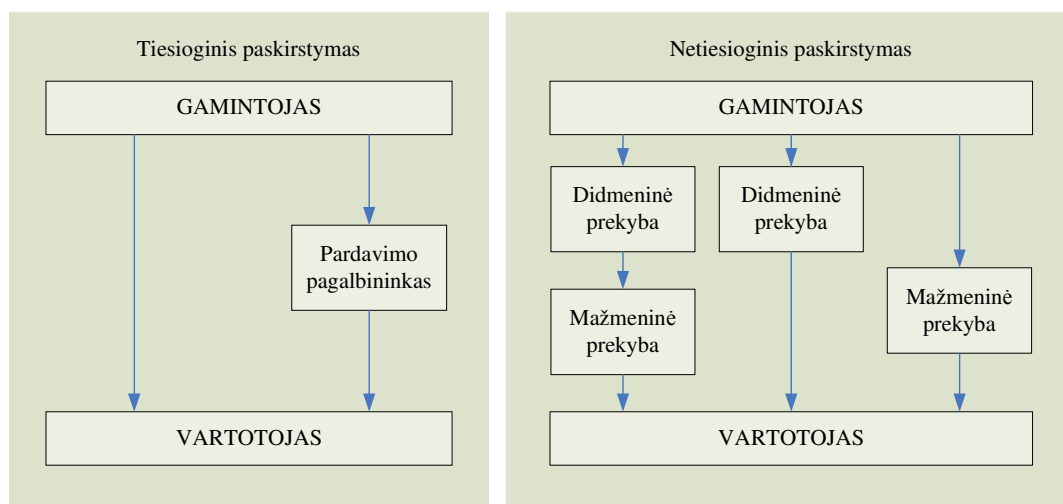 Tiesioginis paskirstymas
GAMINTOJAS
Pardavimo
pagalbininkas
VARTOTOJAS
Netiesioginis paskirstymas
GAMINTOJAS
Didmeninė
prekyba
Mažmeninė
prekyba
Didmeninė
prekyba
Mažmeninė
prekyba
VARTOTOJAS